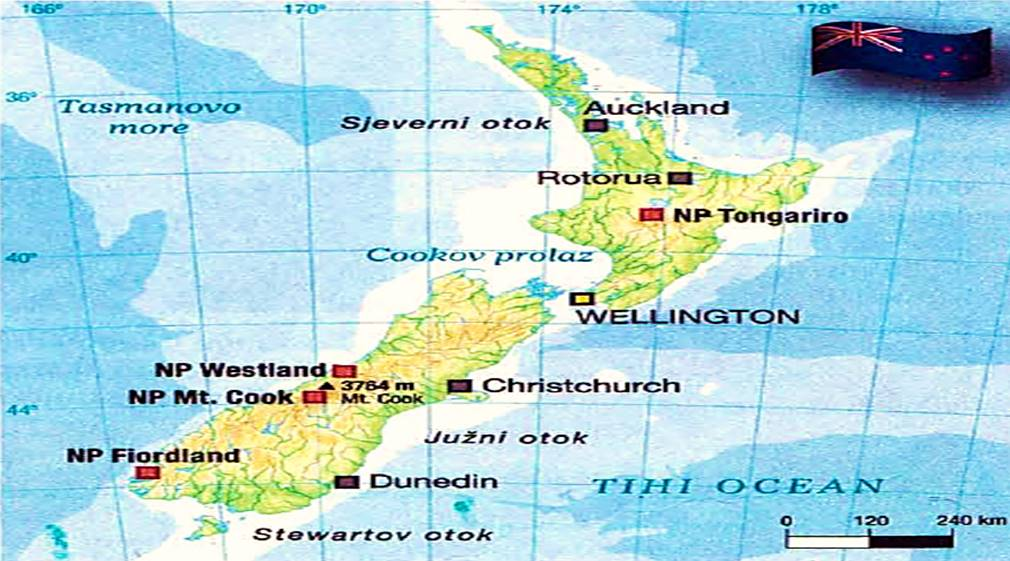 166°
170°
174°
178°
36°
Tasmanovo
more
Auckland
Sjeverni otok
Rotorua
NP Tongariro
Cookov prolaz
40°
WELLINGTON
NP Westland
3764 m
Mt. Cook
NP Mt. Cook
Christchurch
44°
Južni otok
NP Fiordland
Dunedin
TIHI OCEAN
Stewartov otok
0 120 240 km